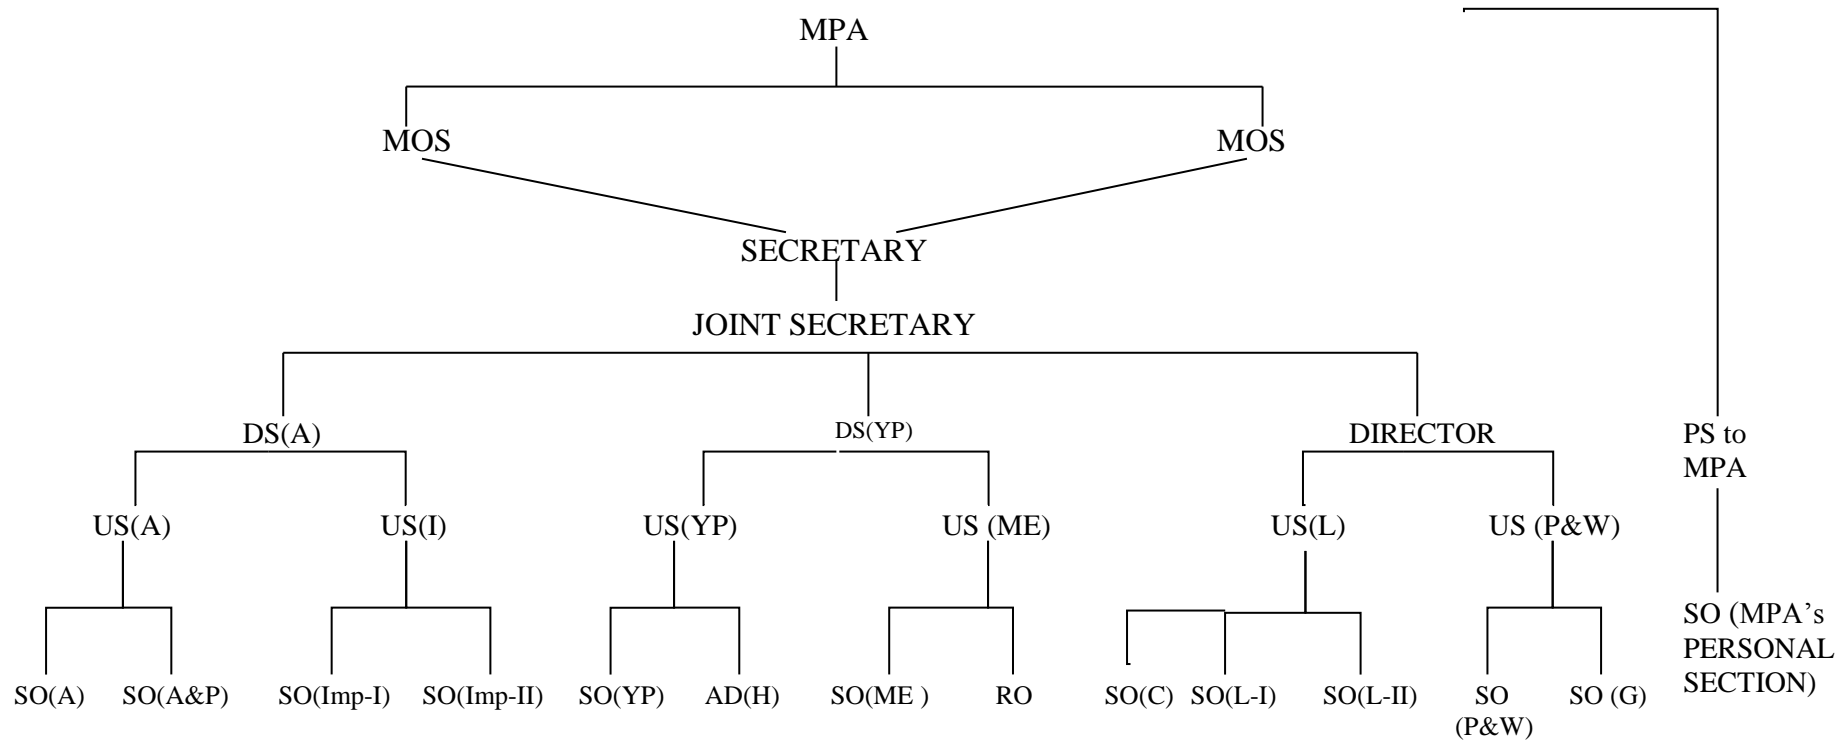 MPA
MOS MOS
SECRETARY
JOINT SECRETARY
DS(A) DS(YP) DIRECTOR PS to
MPA
US(A) US(I) US(YP) US (ME) US(L) US (P&W)
SO (MPA’s
PERSONAL
SECTION)
SO(A) SO(A&P) SO(Imp-I) SO(Imp-II) SO(YP) AD(H) SO(ME ) RO SO(C) SO(L-I) SO(L-II) SO
(P&W) SO (G)